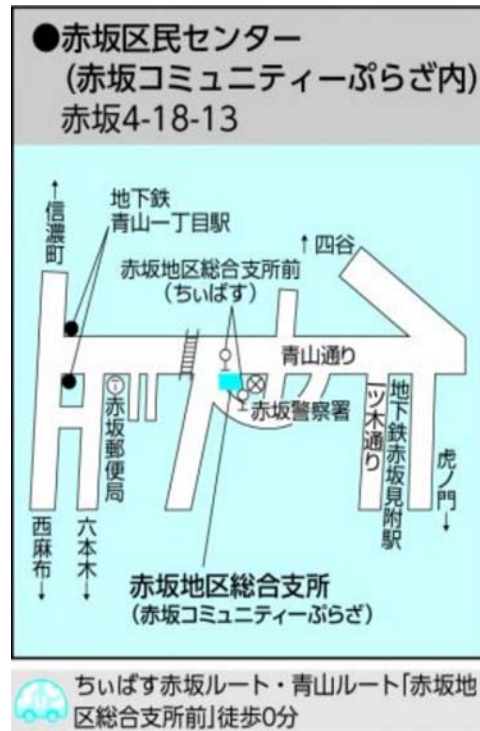 ●赤坂区民センター
(赤坂コミュニティーぷらざ内)
赤坂4-18-13
↑信濃町
地下鉄
青山一丁目駅
↑四谷
赤坂地区総合支所前
(ちぃばす)
青山通り
〒
赤坂郵便局
赤坂警察署
一ツ木通り
地下鉄赤坂見附駅
虎ノ門↓
西麻布↓
六本木↓
赤坂地区総合支所
(赤坂コミュニティーぷらざ)
ちぃばす赤坂ルート・青山ルート「赤坂地
区総合支所前」徒歩0分